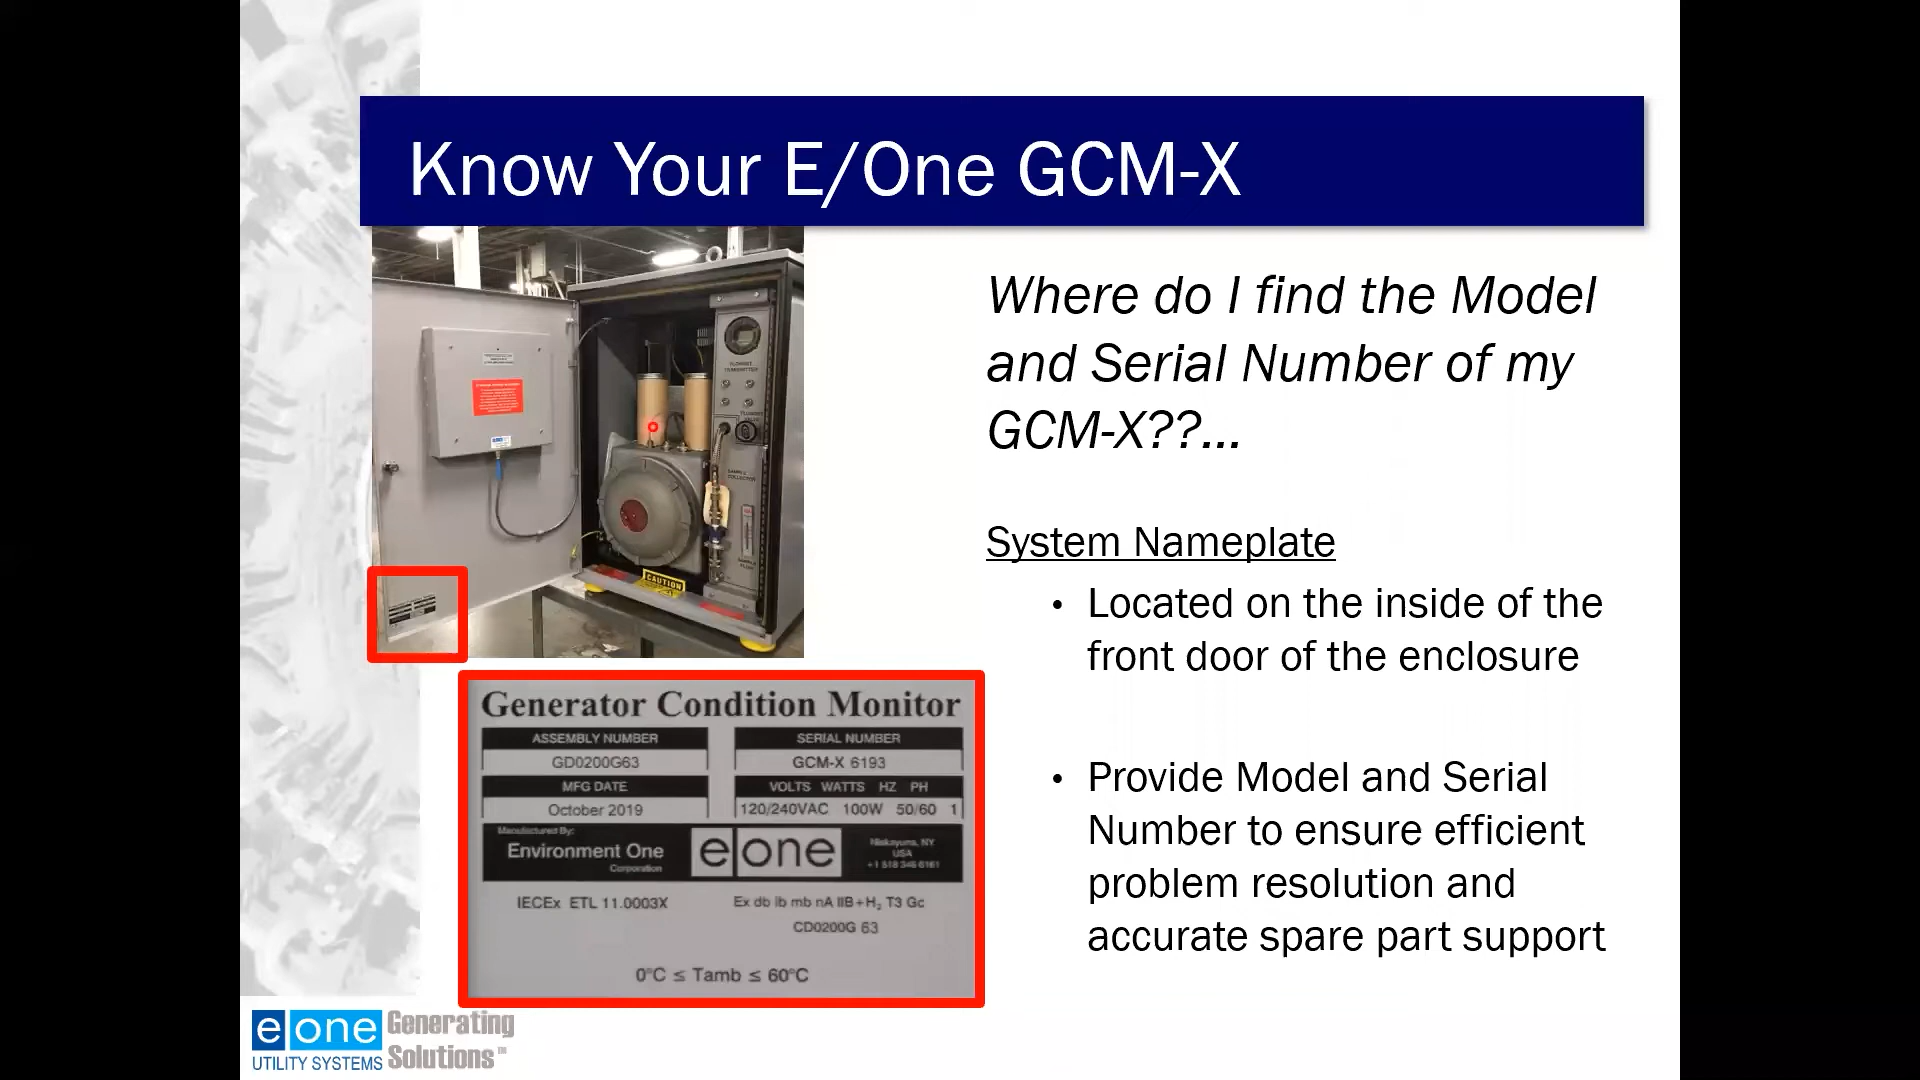 Know Your E/One GCM-X
Where do I find the Model
and Serial Number of my
GCM-X??...
System Nameplate
• Located on the inside of the
front door of the enclosure
• Provide Model and Serial
Number to ensure efficient
problem resolution and
accurate spare part support
FLOWRATE
TRANSMITTER
SAMPLE
COLLECTOR
CAUTION
Generator Condition Monitor
ASSEMBLY NUMBER
GD0200G63
SERIAL NUMBER
GCM-X 6193
MFG DATE
October 2019
VOLTS WATTS HZ PH
120/240VAC 100W 50/60 1
Manufactured By:
Environment One
Corporation
e one
Niskayuna, NY
USA
+1 518 346 6161
IECEx ETL 11.0003X
Ex db ib mb nA IIB+H₂ T3 Gc
CD0200G 63
0°C ≤ Tamb ≤ 60°C
e one
UTILITY SYSTEMS
Generating
Solutions™